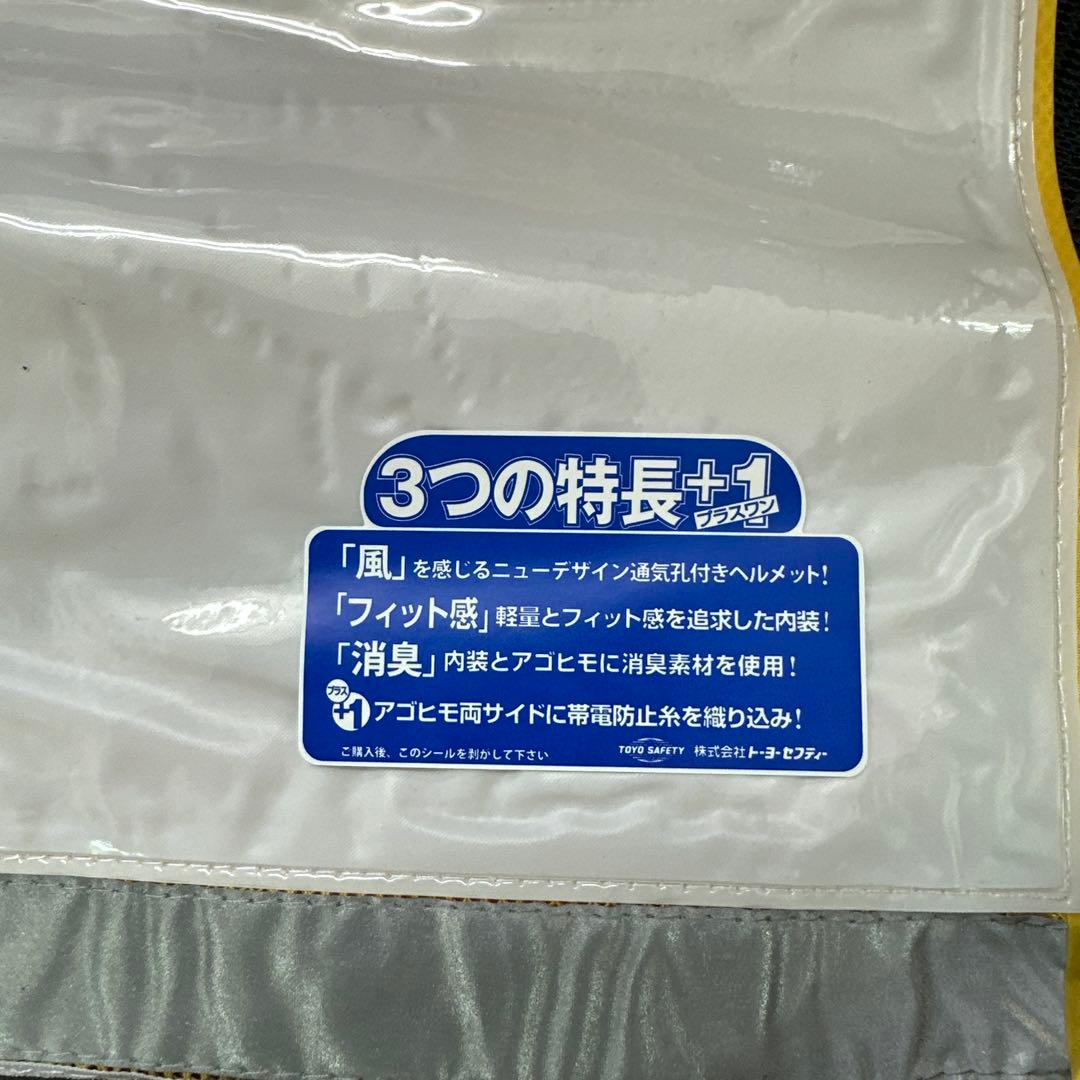 3つの特長+1
プラスワン
「風」を感じるニューデザイン通気孔付きヘルメット!
「フィット感」軽量とフィット感を追求した内装!
「消臭」内装とアゴヒモに消臭素材を使用!
プラス
+1アゴヒモ両サイドに帯電防止糸を織り込み!
ご購入後、このシールを剥かして下さい
TOYO SAFETY 株式会社トーヨーセフティー